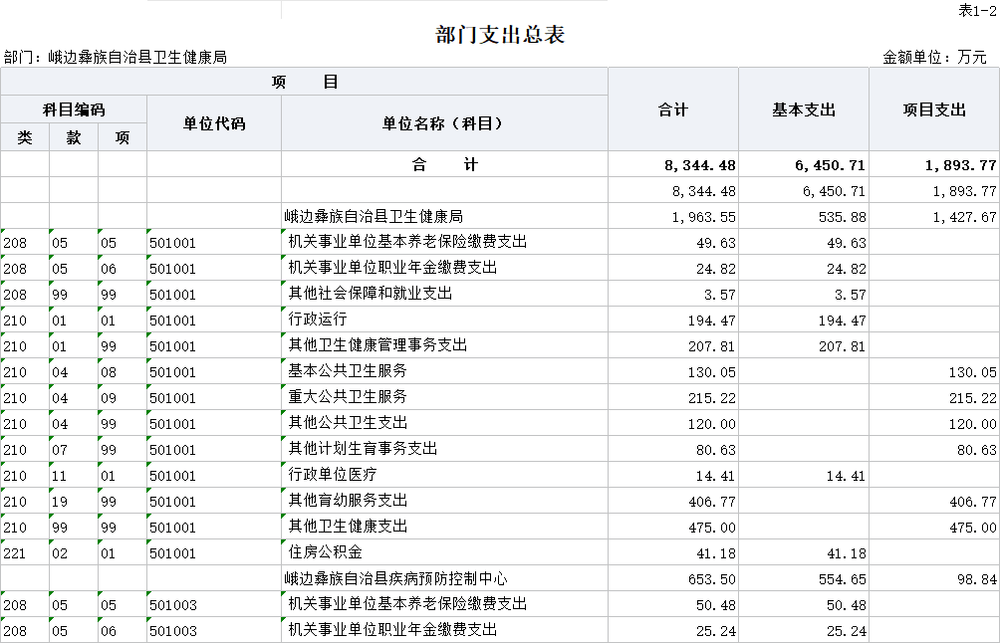 表1-2
部门支出总表
部门：峨边彝族自治县卫生健康局 金额单位：万元
项 目 合计 基本支出 项目支出
科目编码 单位代码 单位名称（科目）
类 款 项
合 计 8,344.48 6,450.71 1,893.77
8,344.48 6,450.71 1,893.77
峨边彝族自治县卫生健康局 1,963.55 535.88 1,427.67
208 05 05 501001 机关事业单位基本养老保险缴费支出 49.63 49.63
208 05 06 501001 机关事业单位职业年金缴费支出 24.82 24.82
208 99 99 501001 其他社会保障和就业支出 3.57 3.57
210 01 01 501001 行政运行 194.47 194.47
210 01 99 501001 其他卫生健康管理事务支出 207.81 207.81
210 04 08 501001 基本公共卫生服务 130.05 130.05
210 04 09 501001 重大公共卫生服务 215.22 215.22
210 04 99 501001 其他公共卫生支出 120.00 120.00
210 07 99 501001 其他计划生育事务支出 80.63 80.63
210 11 01 501001 行政单位医疗 14.41 14.41
210 19 99 501001 其他育幼服务支出 406.77 406.77
210 99 99 501001 其他卫生健康支出 475.00 475.00
221 02 01 501001 住房公积金 41.18 41.18
峨边彝族自治县疾病预防控制中心 653.50 554.65 98.84
208 05 05 501003 机关事业单位基本养老保险缴费支出 50.48 50.48
208 05 06 501003 机关事业单位职业年金缴费支出 25.24 25.24